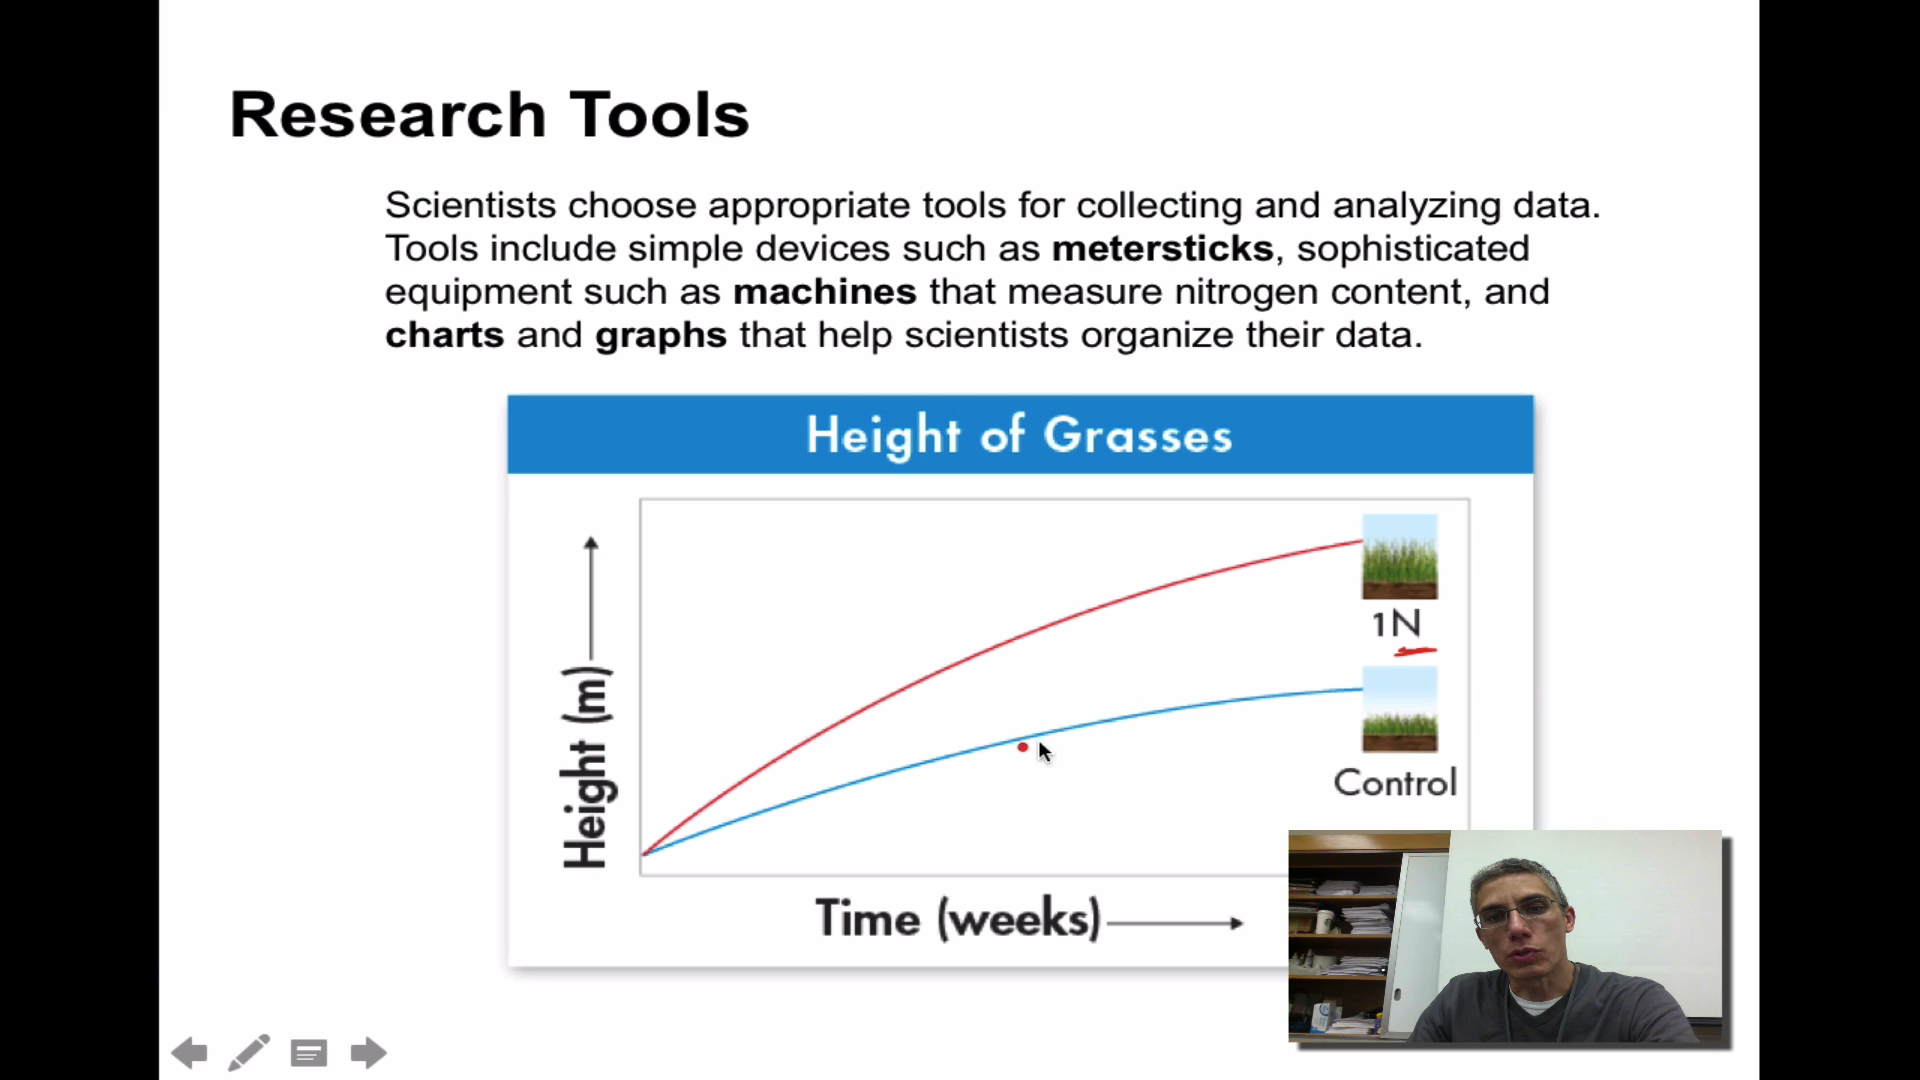 Research Tools
Scientists choose appropriate tools for collecting and analyzing data.
Tools include simple devices such as metersticks, sophisticated
equipment such as machines that measure nitrogen content, and
charts and graphs that help scientists organize their data.
Height of Grasses
Height (m)
1N
Control
Time (weeks)